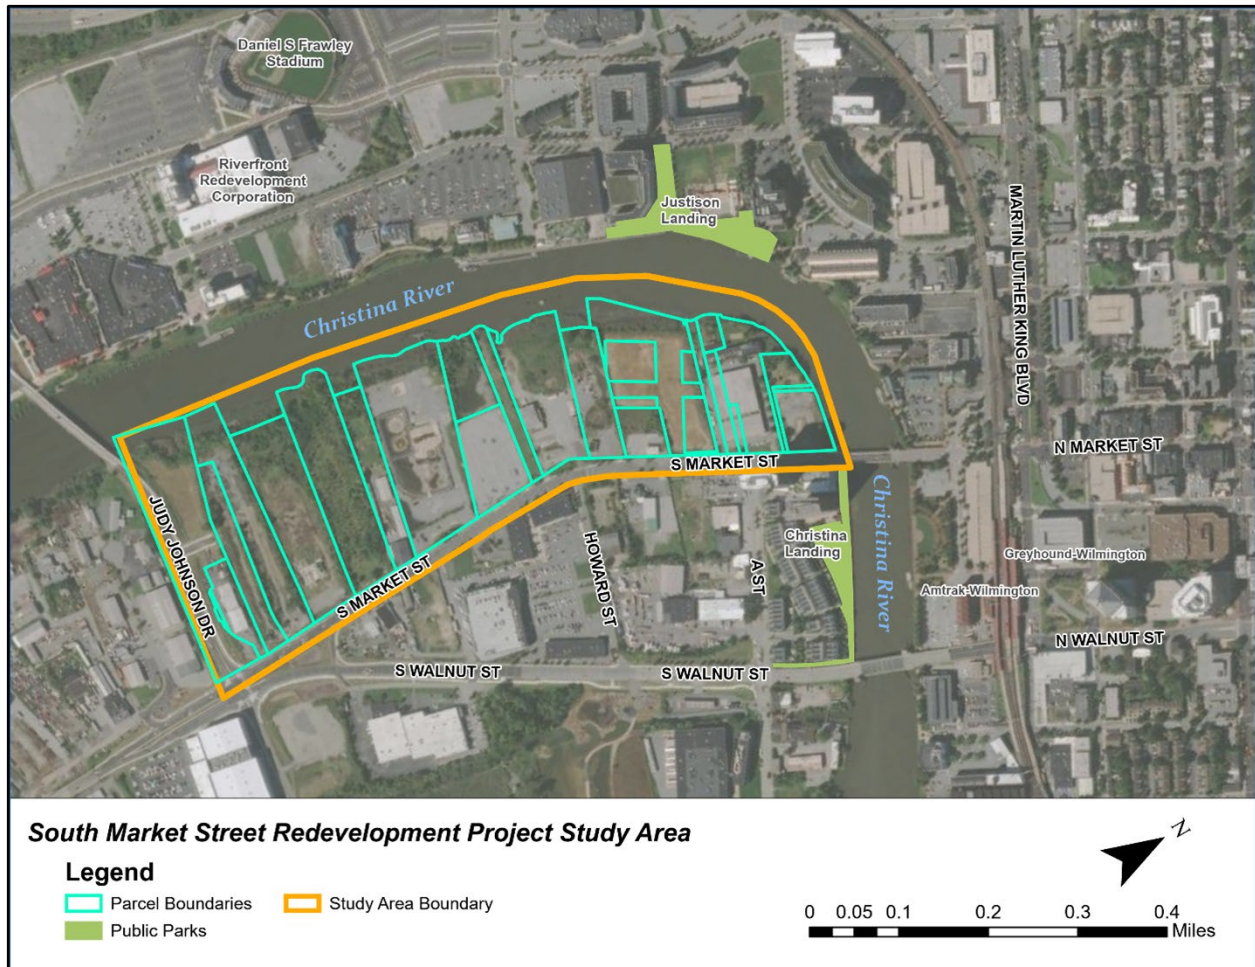 Daniel S Frawley
Stadium
Riverfront
Redevelopment
Corporation
Justison
Landing
MARTIN LUTHER KING BLVD
Christina River
N MARKET ST
S MARKET ST
Christina River
Christina
Landing
Greyhound-Wilmington
JUDY JOHNSON DR
S MARKET ST
HOWARD ST
A ST
Amtrak-Wilmington
N WALNUT ST
S WALNUT ST
S WALNUT ST
South Market Street Redevelopment Project Study Area
Legend
Parcel Boundaries
Study Area Boundary
Public Parks
N
0 0.05 0.1 0.2 0.3 0.4
Miles